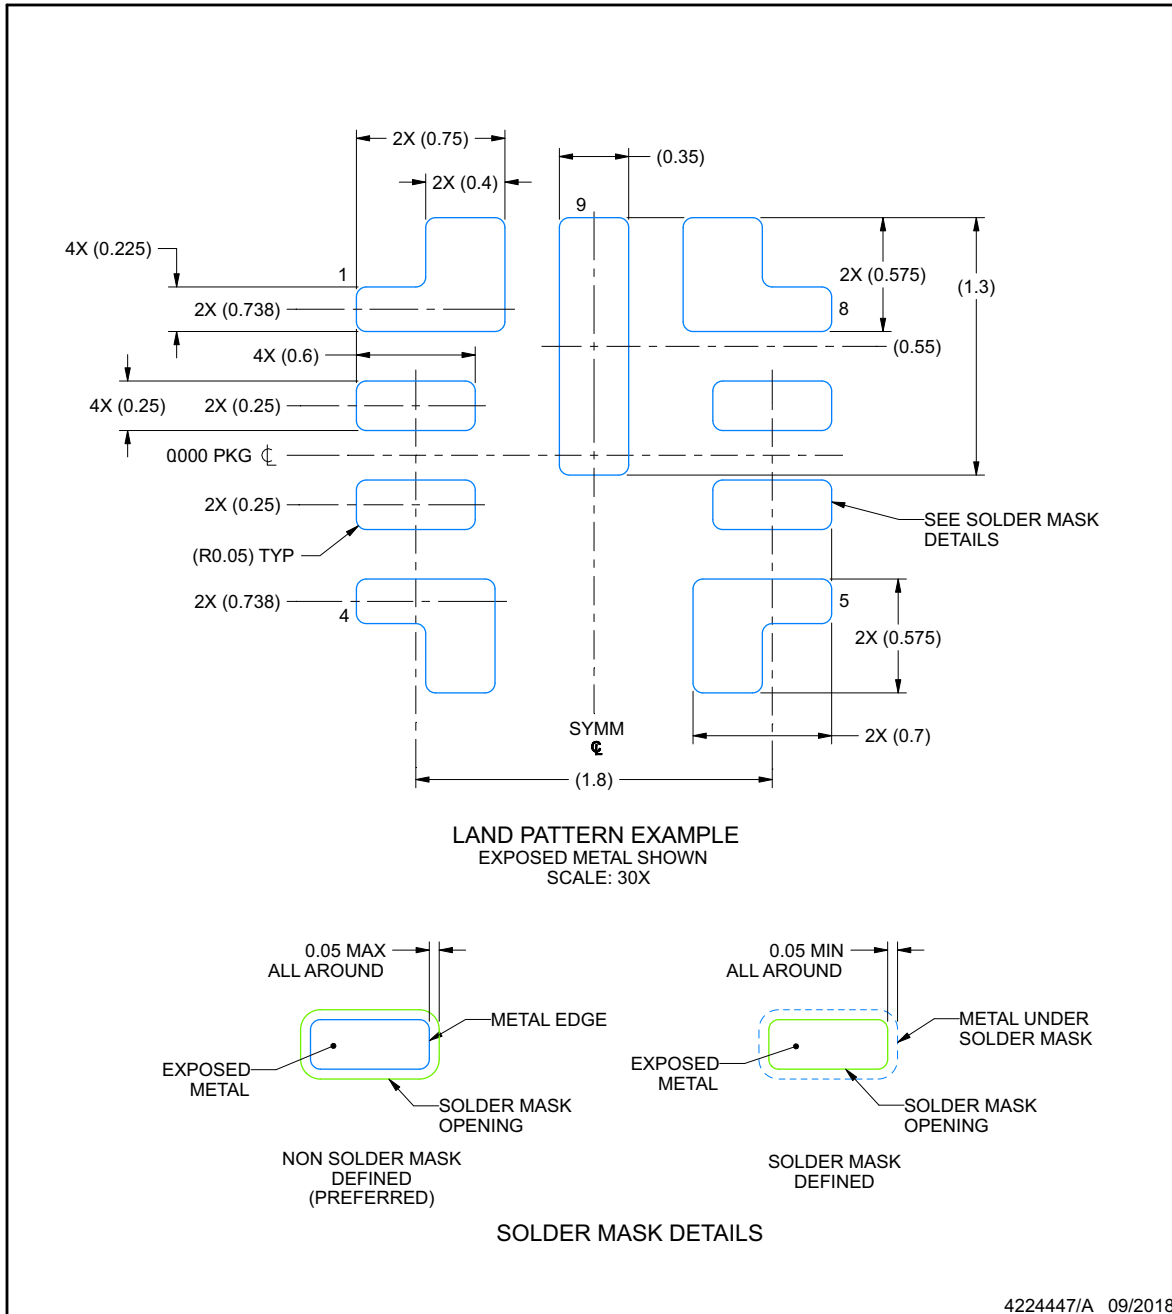 2X (0.75)
(0.35)
2X (0.4)
9
4X (0.225)
1
2X (0.575)
(1.3)
2X (0.738)
8
4X (0.6)
(0.55)
4X (0.25)
2X (0.25)
0.000 PKG ℄
2X (0.25)
SEE SOLDER MASK
DETAILS
(R0.05) TYP
2X (0.738)
4
5
2X (0.575)
SYMM
℄
2X (0.7)
(1.8)
LAND PATTERN EXAMPLE
EXPOSED METAL SHOWN
SCALE: 30X
0.05 MAX
ALL AROUND
METAL EDGE
EXPOSED
METAL
SOLDER MASK
OPENING
NON SOLDER MASK
DEFINED
(PREFERRED)
0.05 MIN
ALL AROUND
METAL UNDER
SOLDER MASK
EXPOSED
METAL
SOLDER MASK
OPENING
SOLDER MASK
DEFINED
SOLDER MASK DETAILS
4224447/A 09/2018